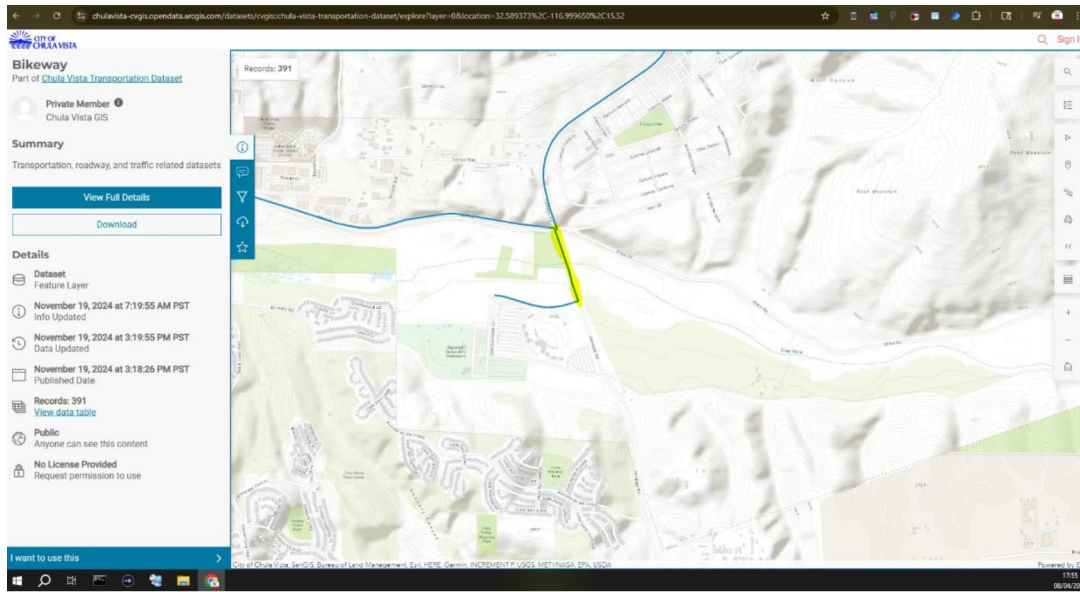 chulavista-cvgis.opendata.arcgis.com/datasets/cvgis::chula-vista-transportation-dataset/explore?layer=0&location=32.589373%2C-116.999650%2C15.52
CITY OF
CHULA VISTA
Sign I
Bikeway
Part of Chula Vista Transportation Dataset
Private Member
Chula Vista GIS
Summary
Transportation, roadway, and traffic related datasets
View Full Details
Download
Details
Dataset
Feature Layer
November 19, 2024 at 7:19:55 AM PST
Info Updated
November 19, 2024 at 3:19:55 PM PST
Data Updated
November 19, 2024 at 3:18:26 PM PST
Published Date
Records: 391
View data table
Public
Anyone can see this content
No License Provided
Request permission to use
I want to use this
Records: 391
Wolf Canyon
Rock Mountain
Rock Mountain
City of Chula Vista, SanGIS, Bureau of Land Management, Esri, HERE, Garmin, INCREMENT P, USGS, METI/NASA, EPA, USDA
Powered by E
17:55
08/04/20